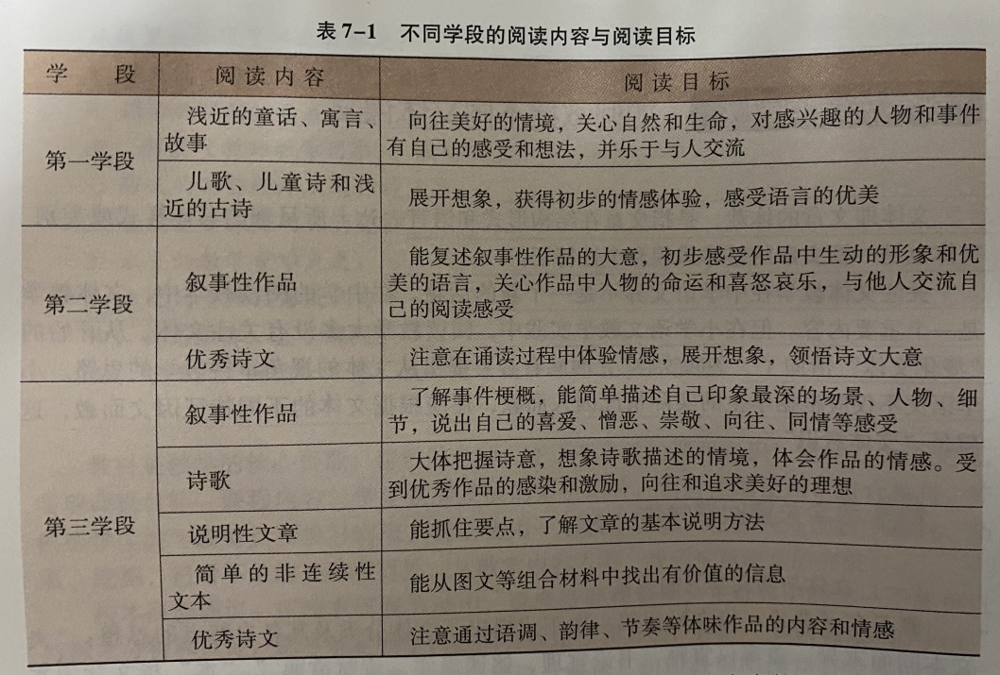 表7-1 不同学段的阅读内容与阅读目标
学 段 阅读内容 阅读目标
第一学段
浅近的童话、寓言、
故事
向往美好的情境，关心自然和生命，对感兴趣的人物和事件
有自己的感受和想法，并乐于与人交流
儿歌、儿童诗和浅
近的古诗
展开想象，获得初步的情感体验，感受语言的优美
第二学段
叙事性作品
能复述叙事性作品的大意，初步感受作品中生动的形象和优
美的语言，关心作品中人物的命运和喜怒哀乐，与他人交流自
己的阅读感受
优秀诗文
注意在诵读过程中体验情感，展开想象，领悟诗文大意
第三学段
叙事性作品
了解事件梗概，能简单描述自己印象最深的场景、人物、细
节，说出自己的喜爱、憎恶、崇敬、向往、同情等感受
诗歌
大体把握诗意，想象诗歌描述的情境，体会作品的情感。受
到优秀作品的感染和激励，向往和追求美好的理想
说明性文章
能抓住要点，了解文章的基本说明方法
简单的非连续性
文本
能从图文等组合材料中找出有价值的信息
优秀诗文
注意通过语调、韵律、节奏等体味作品的内容和情感